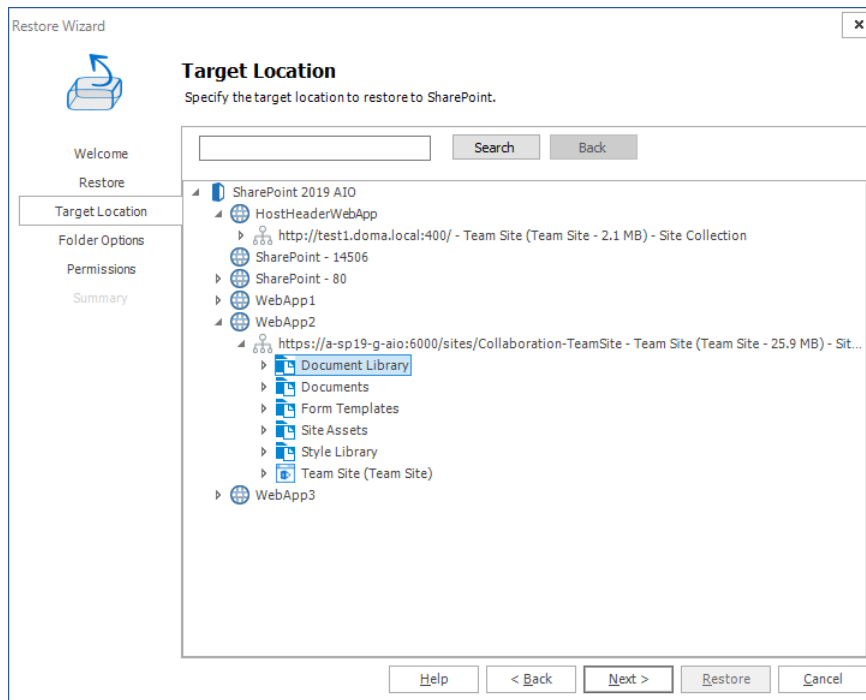 Restore Wizard
Target Location
Specify the target location to restore to SharePoint.
Welcome
Restore
Target Location
Folder Options
Permissions
Summary
Search
Back
SharePoint 2019 AIO
HostHeaderWebApp
http://test1.doma.local:400/ - Team Site (Team Site - 2.1 MB) - Site Collection
SharePoint - 14506
SharePoint - 80
WebApp1
WebApp2
https://a-sp19-g-aio:6000/sites/Collaboration-TeamSite - Team Site (Team Site - 25.9 MB) - Sit...
Document Library
Documents
Form Templates
Site Assets
Style Library
Team Site (Team Site)
WebApp3
Help
< Back
Next >
Restore
Cancel